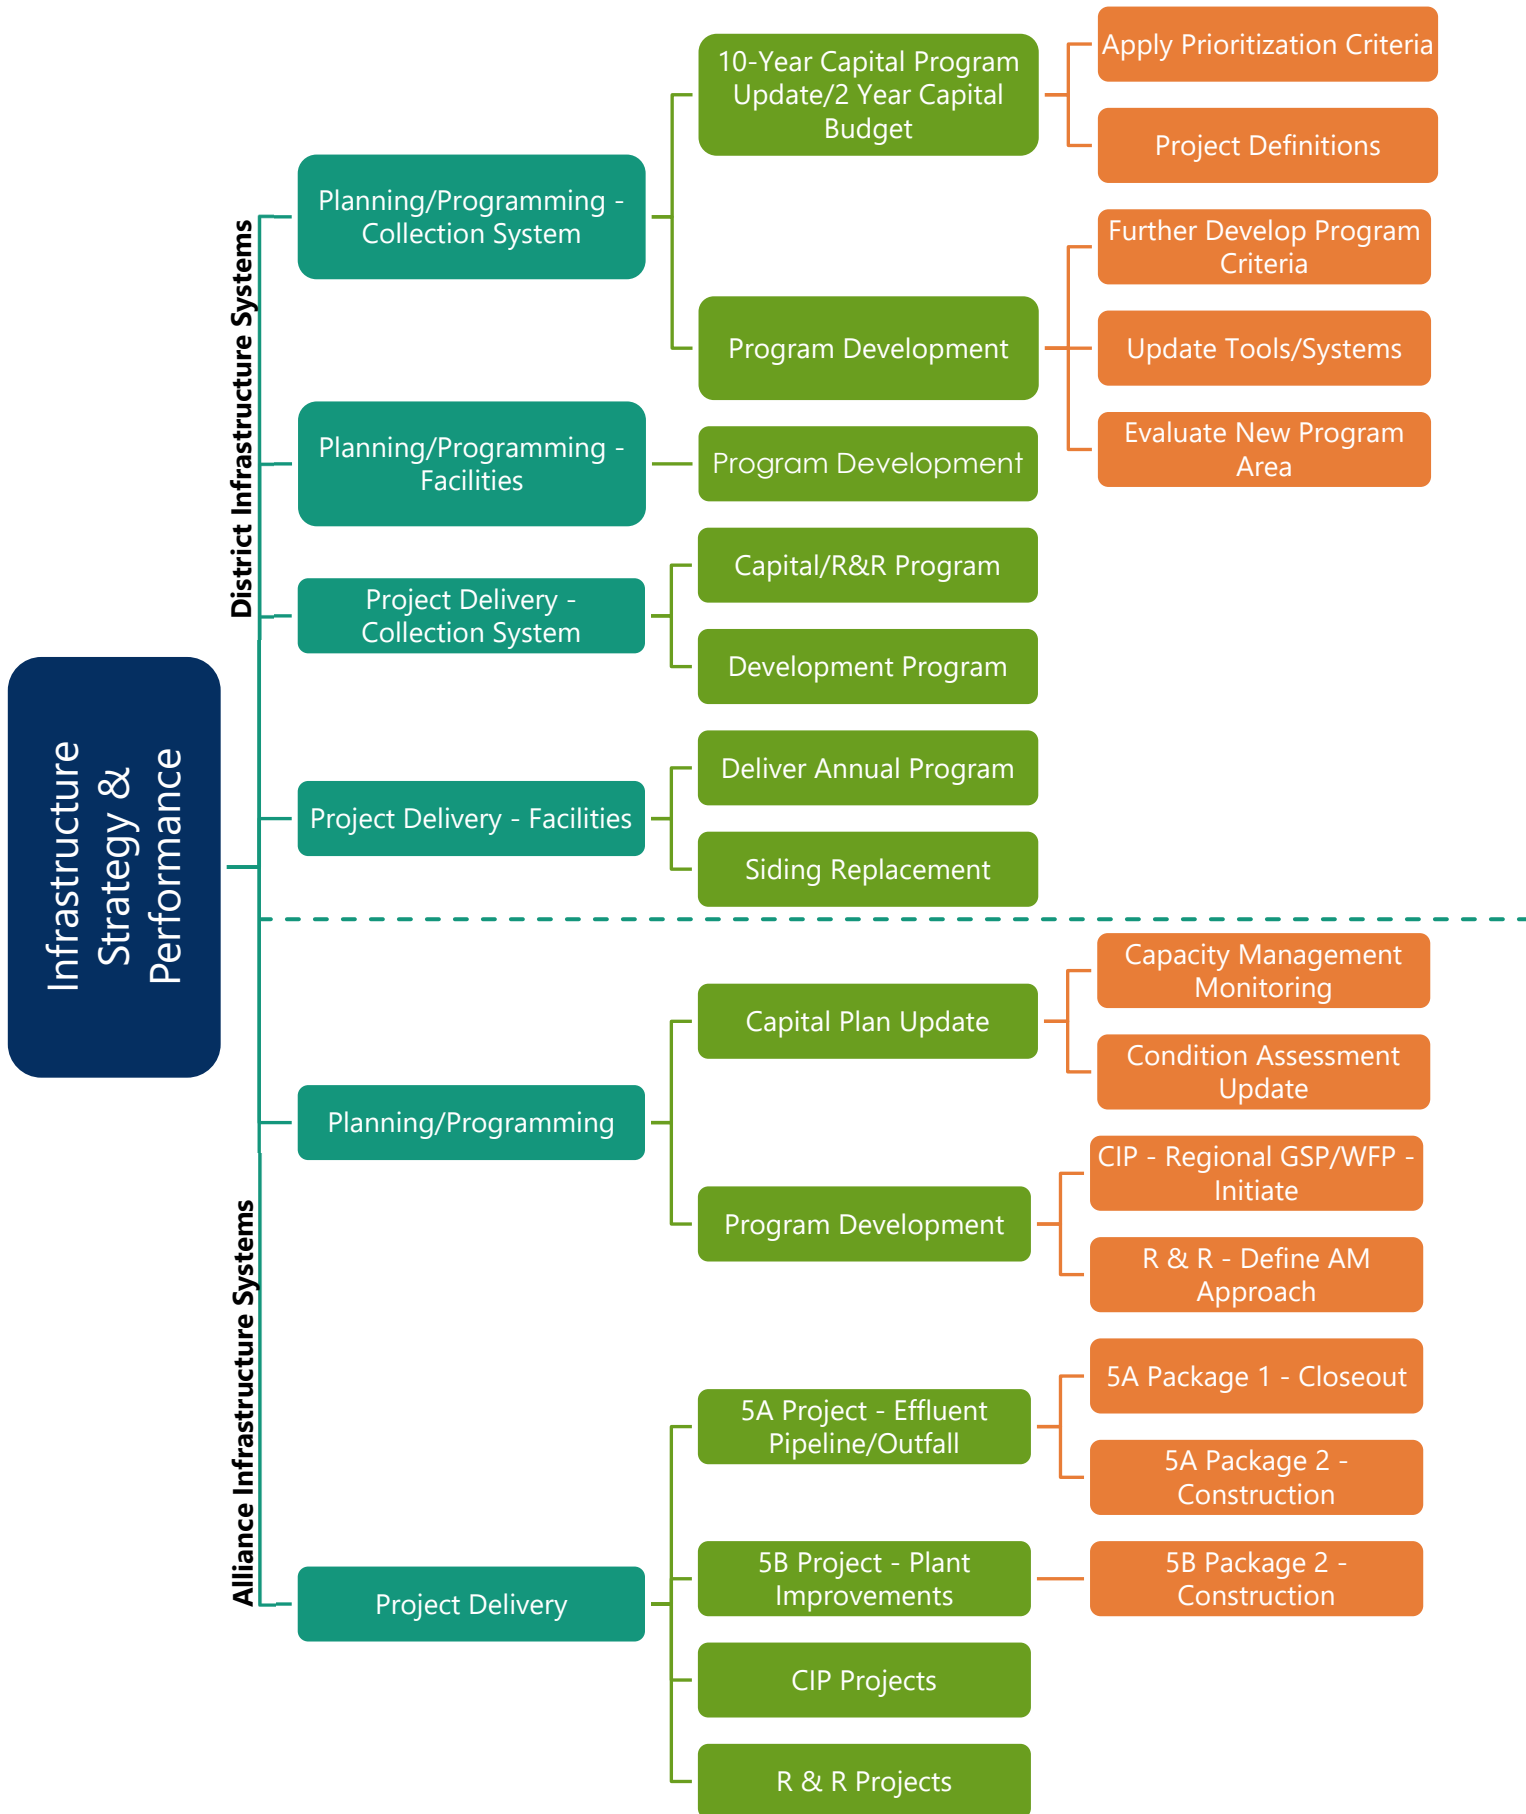 Infrastructure
Strategy &
Performance
District Infrastructure Systems
Planning/Programming -
Collection System
10-Year Capital Program
Update/2 Year Capital
Budget
Apply Prioritization Criteria
Project Definitions
Program Development
Further Develop Program
Criteria
Update Tools/Systems
Evaluate New Program
Area
Planning/Programming -
Facilities
Program Development
Project Delivery -
Collection System
Capital/R&R Program
Development Program
Project Delivery - Facilities
Deliver Annual Program
Siding Replacement
Alliance Infrastructure Systems
Planning/Programming
Capital Plan Update
Capacity Management
Monitoring
Condition Assessment
Update
Program Development
CIP - Regional GSP/WFP -
Initiate
R & R - Define AM
Approach
Project Delivery
5A Project - Effluent
Pipeline/Outfall
5A Package 1 - Closeout
5A Package 2 -
Construction
5B Project - Plant
Improvements
5B Package 2 -
Construction
CIP Projects
R & R Projects